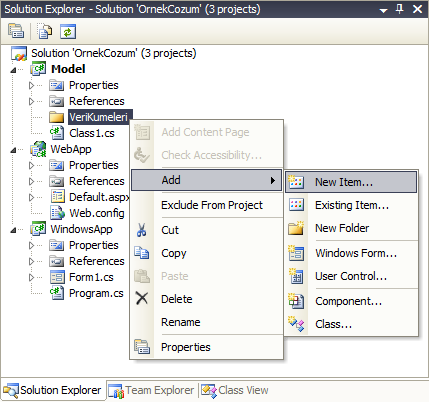 Solution Explorer - Solution 'OrnekCozum' (3 projects)
Solution 'OrnekCozum' (3 projects)
Model
Properties
References
VeriKumeleri
Class1.cs
WebApp
Properties
References
Default.aspx
Web.config
WindowsApp
Properties
References
Form1.cs
Program.cs
Add Content Page
Check Accessibility...
Add
Exclude From Project
Cut
Copy
Paste
Delete
Rename
Properties
New Item...
Existing Item...
New Folder
Windows Form...
User Control...
Component...
Class...
Solution Explorer
Team Explorer
Class View